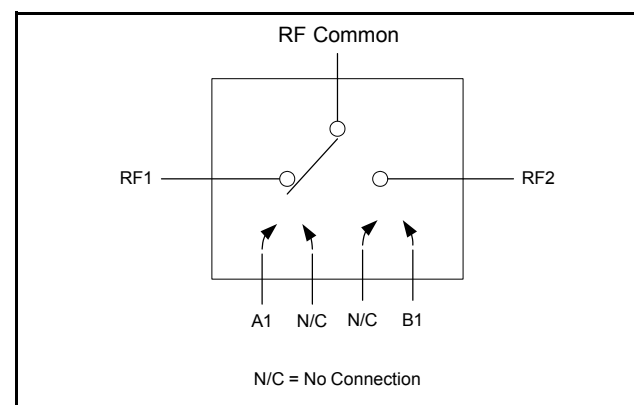 RF Common
RF1
RF2
A1 N/C N/C B1
N/C = No Connection